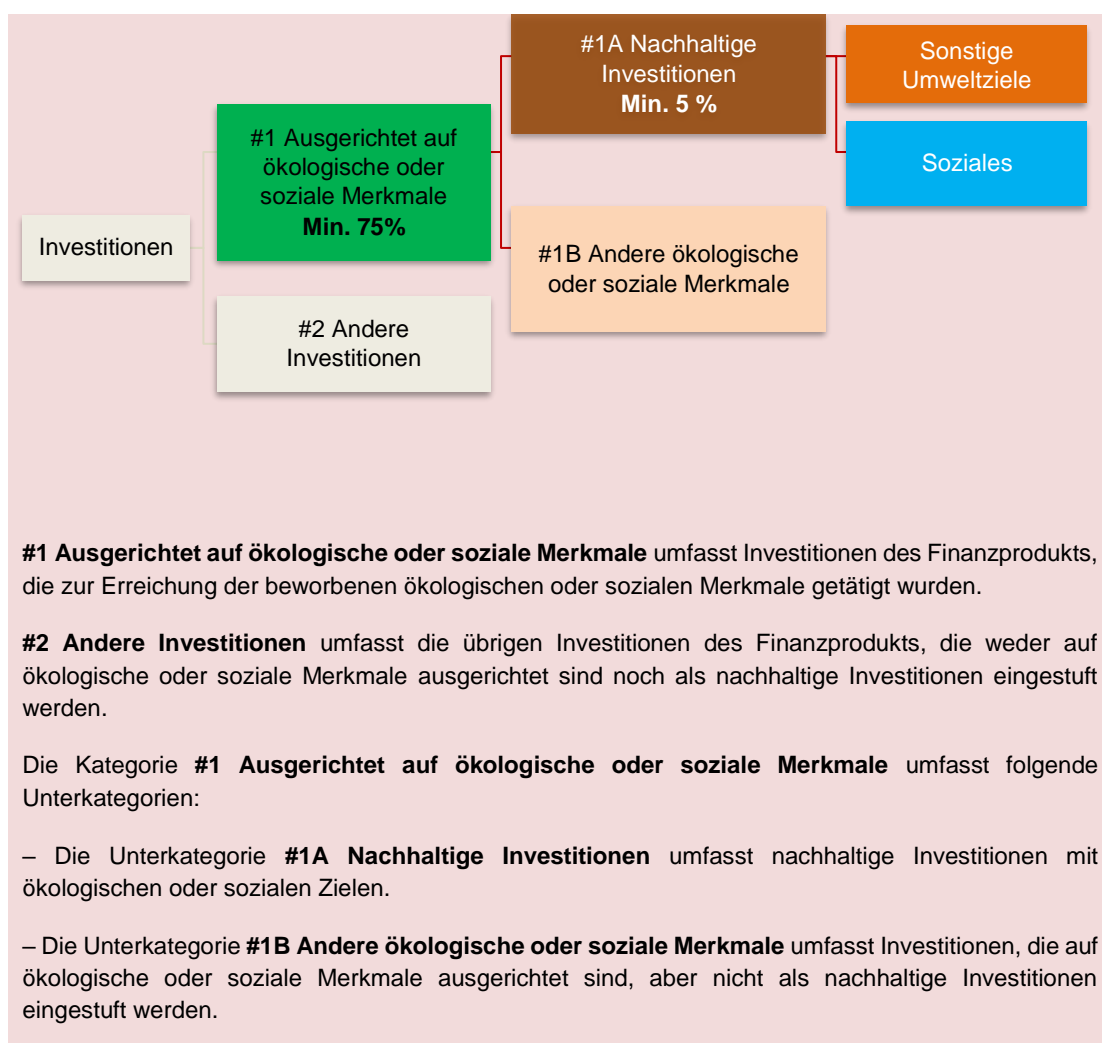 #1A Nachhaltige
Investitionen
Min. 5 %
Sonstige
Umweltziele
#1 Ausgerichtet auf
ökologische oder
soziale Merkmale
Min. 75%
Soziales
Investitionen
#1B Andere ökologische
oder soziale Merkmale
#2 Andere
Investitionen
#1 Ausgerichtet auf ökologische oder soziale Merkmale umfasst Investitionen des Finanzprodukts,
die zur Erreichung der beworbenen ökologischen oder sozialen Merkmale getätigt wurden.
#2 Andere Investitionen umfasst die übrigen Investitionen des Finanzprodukts, die weder auf
ökologische oder soziale Merkmale ausgerichtet sind noch als nachhaltige Investitionen eingestuft
werden.
Die Kategorie #1 Ausgerichtet auf ökologische oder soziale Merkmale umfasst folgende
Unterkategorien:
– Die Unterkategorie #1A Nachhaltige Investitionen umfasst nachhaltige Investitionen mit
ökologischen oder sozialen Zielen.
– Die Unterkategorie #1B Andere ökologische oder soziale Merkmale umfasst Investitionen, die auf
ökologische oder soziale Merkmale ausgerichtet sind, aber nicht als nachhaltige Investitionen
eingestuft werden.